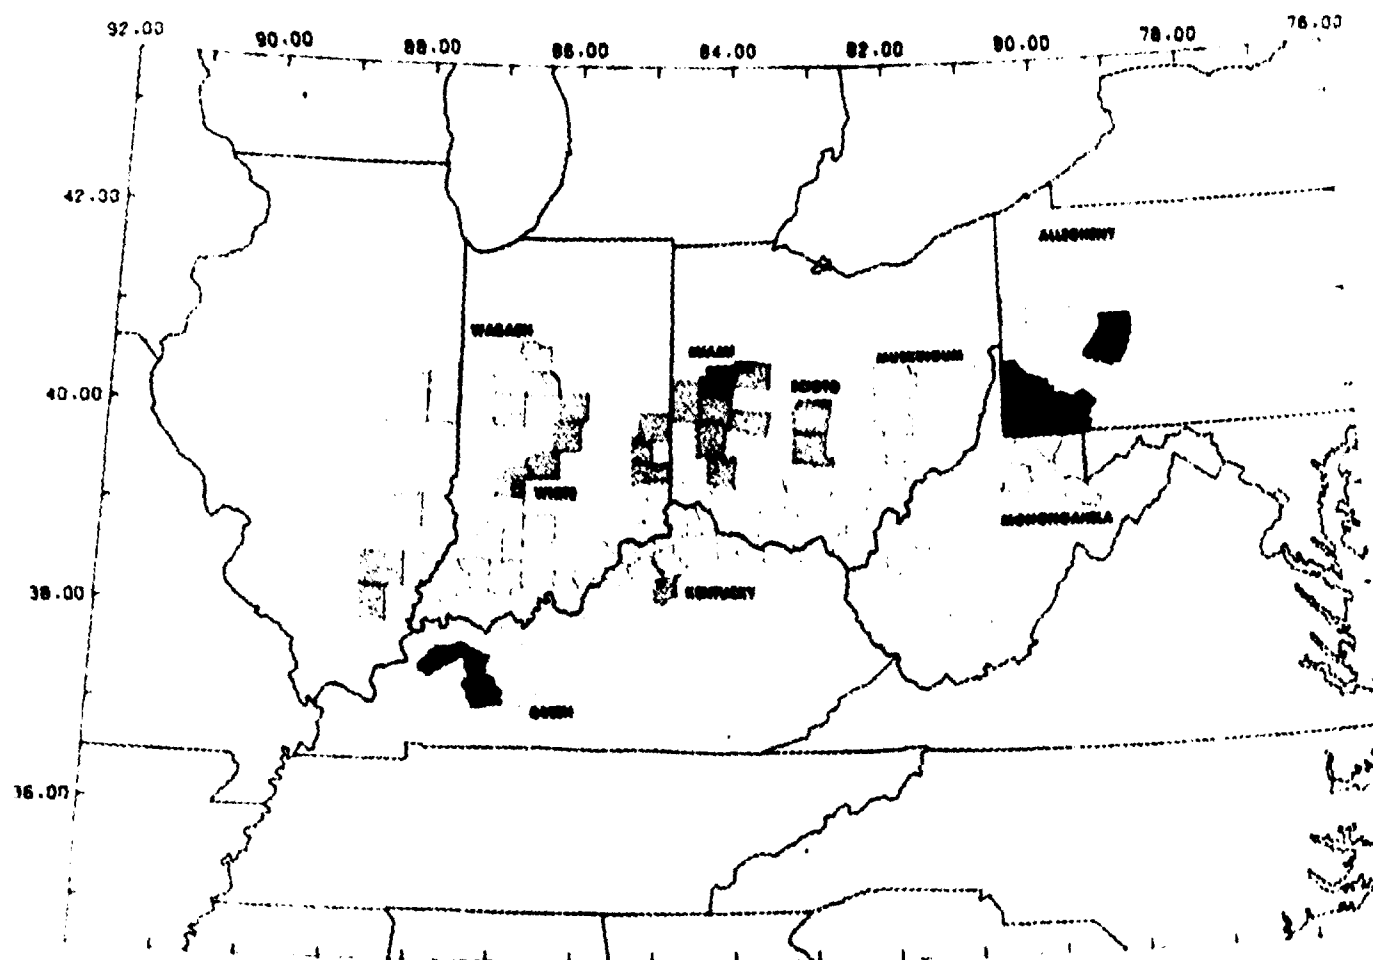 92.00
90.00
88.00
86.00
84.00
82.00
80.00
78.00
76.00
42.00
ALLEGHENY
WABASH
MIAMI
MUSKINGUM
40.00
SCIOTO
WHITE
MONONGAHELA
38.00
KENTUCKY
GREEN
36.00